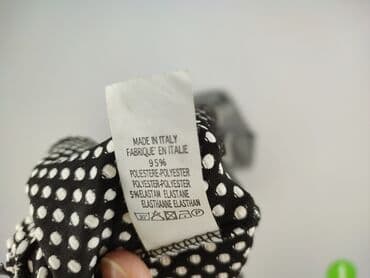 MADE IN ITALY
FABRIQUE' EN ITALIE
95%
POLIESTERE-POLYESTER
POLYESTER-POLYESTER
5%ELASTAM ELASTANE
ELASTHANNE ELASTHAN